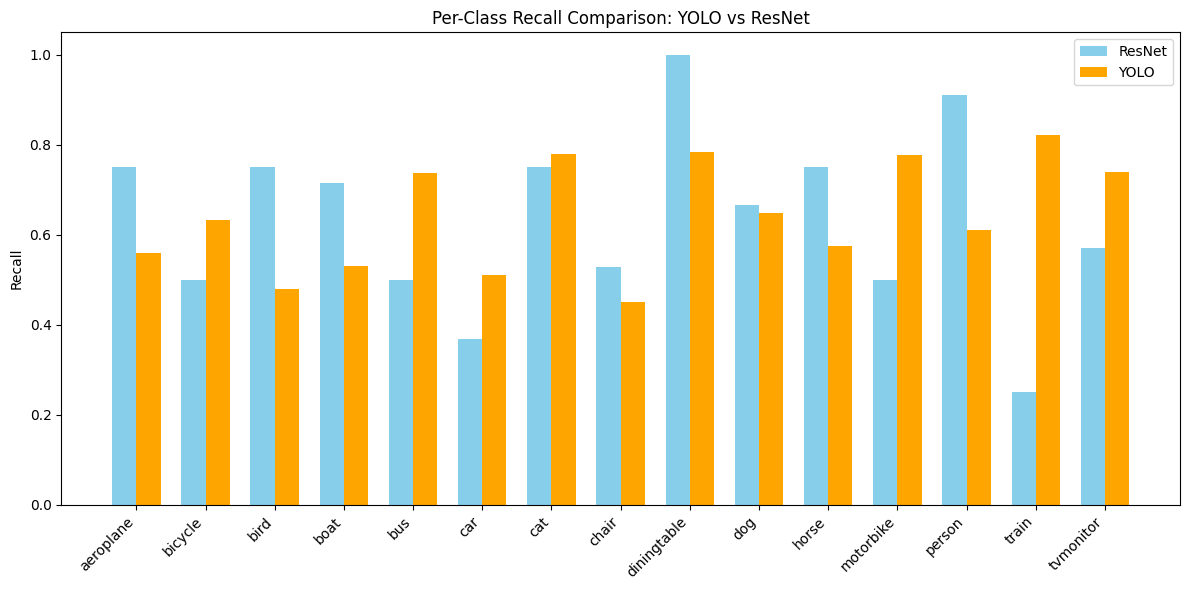 Per-Class Recall Comparison: YOLO vs ResNet
ResNet
YOLO
Recall
1.0
0.8
0.6
0.4
0.2
0.0
aeroplane
bicycle
bird
boat
bus
car
cat
chair
diningtable
dog
horse
motorbike
person
train
tvmonitor